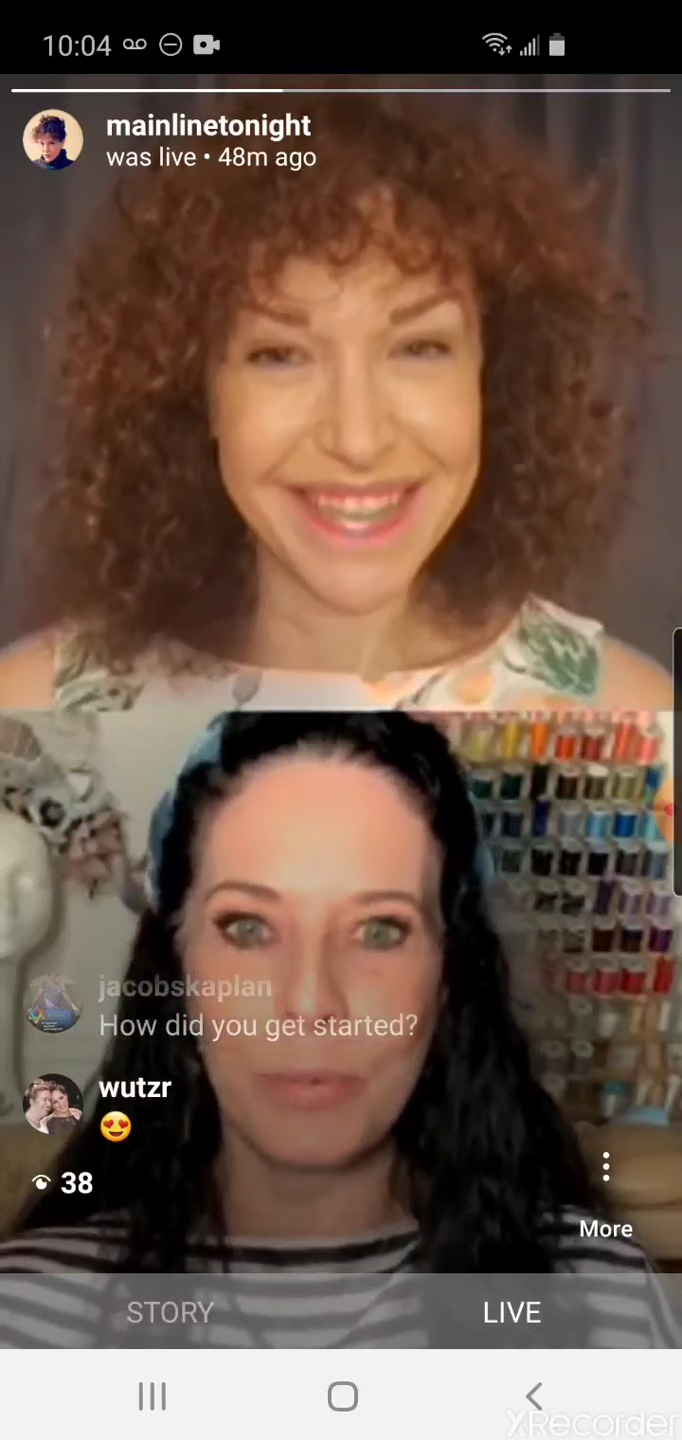 10:04
mainlinetonight
was live • 48m ago
jacobskaplan
How did you get started?
wutzr
😍
38
More
STORY LIVE
XRecorder